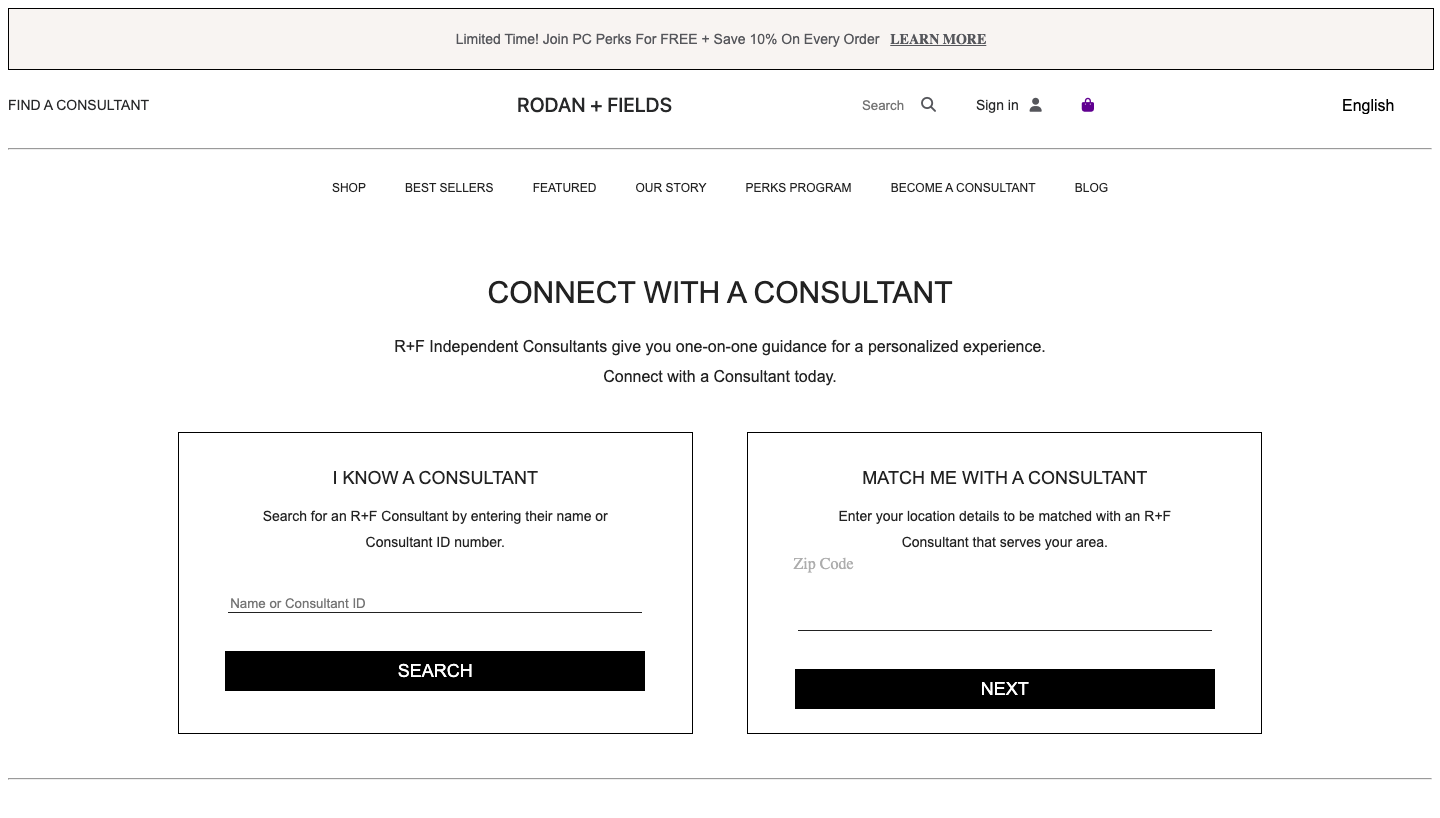 Limited Time! Join PC Perks For FREE + Save 10% On Every Order LEARN MORE
FIND A CONSULTANT
RODAN + FIELDS
Search
Sign in
English
SHOP
BEST SELLERS
FEATURED
OUR STORY
PERKS PROGRAM
BECOME A CONSULTANT
BLOG
CONNECT WITH A CONSULTANT
R+F Independent Consultants give you one-on-one guidance for a personalized experience.
Connect with a Consultant today.
I KNOW A CONSULTANT
Search for an R+F Consultant by entering their name or
Consultant ID number.
Name or Consultant ID
SEARCH
MATCH ME WITH A CONSULTANT
Enter your location details to be matched with an R+F
Consultant that serves your area.
Zip Code
NEXT